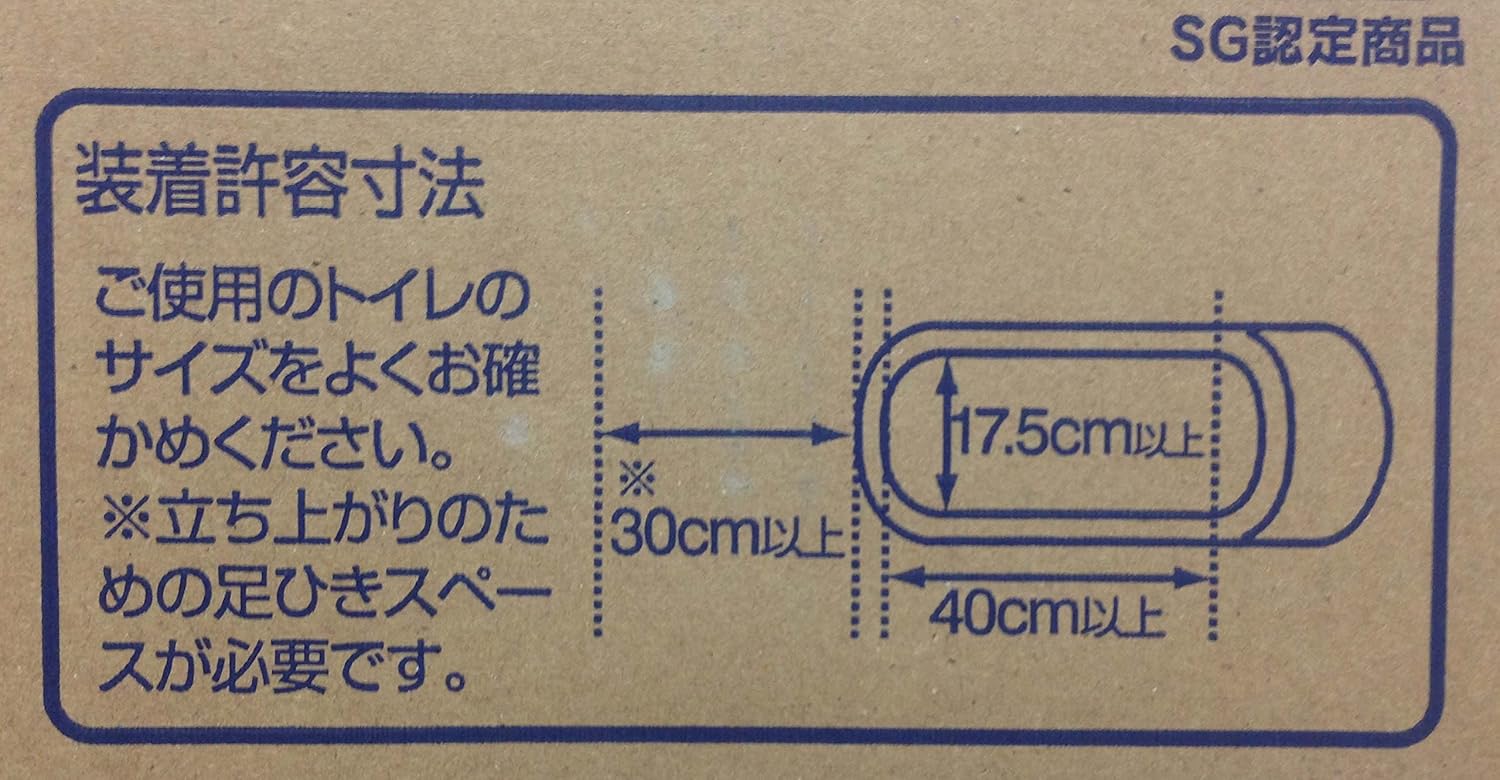 SG認定商品
装着許容寸法
ご使用のトイレの
サイズをよくお確
かめください。
※立ち上がりのた
めの足ひきスペー
スが必要です。
17.5cm以上
※
30cm以上
40cm以上